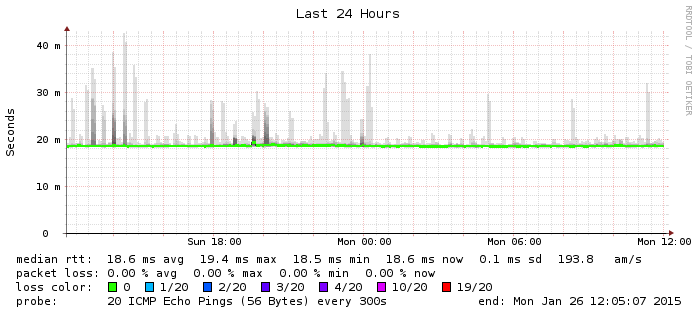 Last 24 Hours
RRDTOOL / TOBI OETIKER
Seconds
40 m
30 m
20 m
10 m
0
Sun 18:00 Mon 00:00 Mon 06:00 Mon 12:00
median rtt: 18.6 ms avg 19.4 ms max 18.5 ms min 18.6 ms now 0.1 ms sd 193.8 am/s
packet loss: 0.00 % avg 0.00 % max 0.00 % min 0.00 % now
loss color: 0 1/20 2/20 3/20 4/20 10/20 19/20
probe: 20 ICMP Echo Pings (56 Bytes) every 300s end: Mon Jan 26 12:05:07 2015